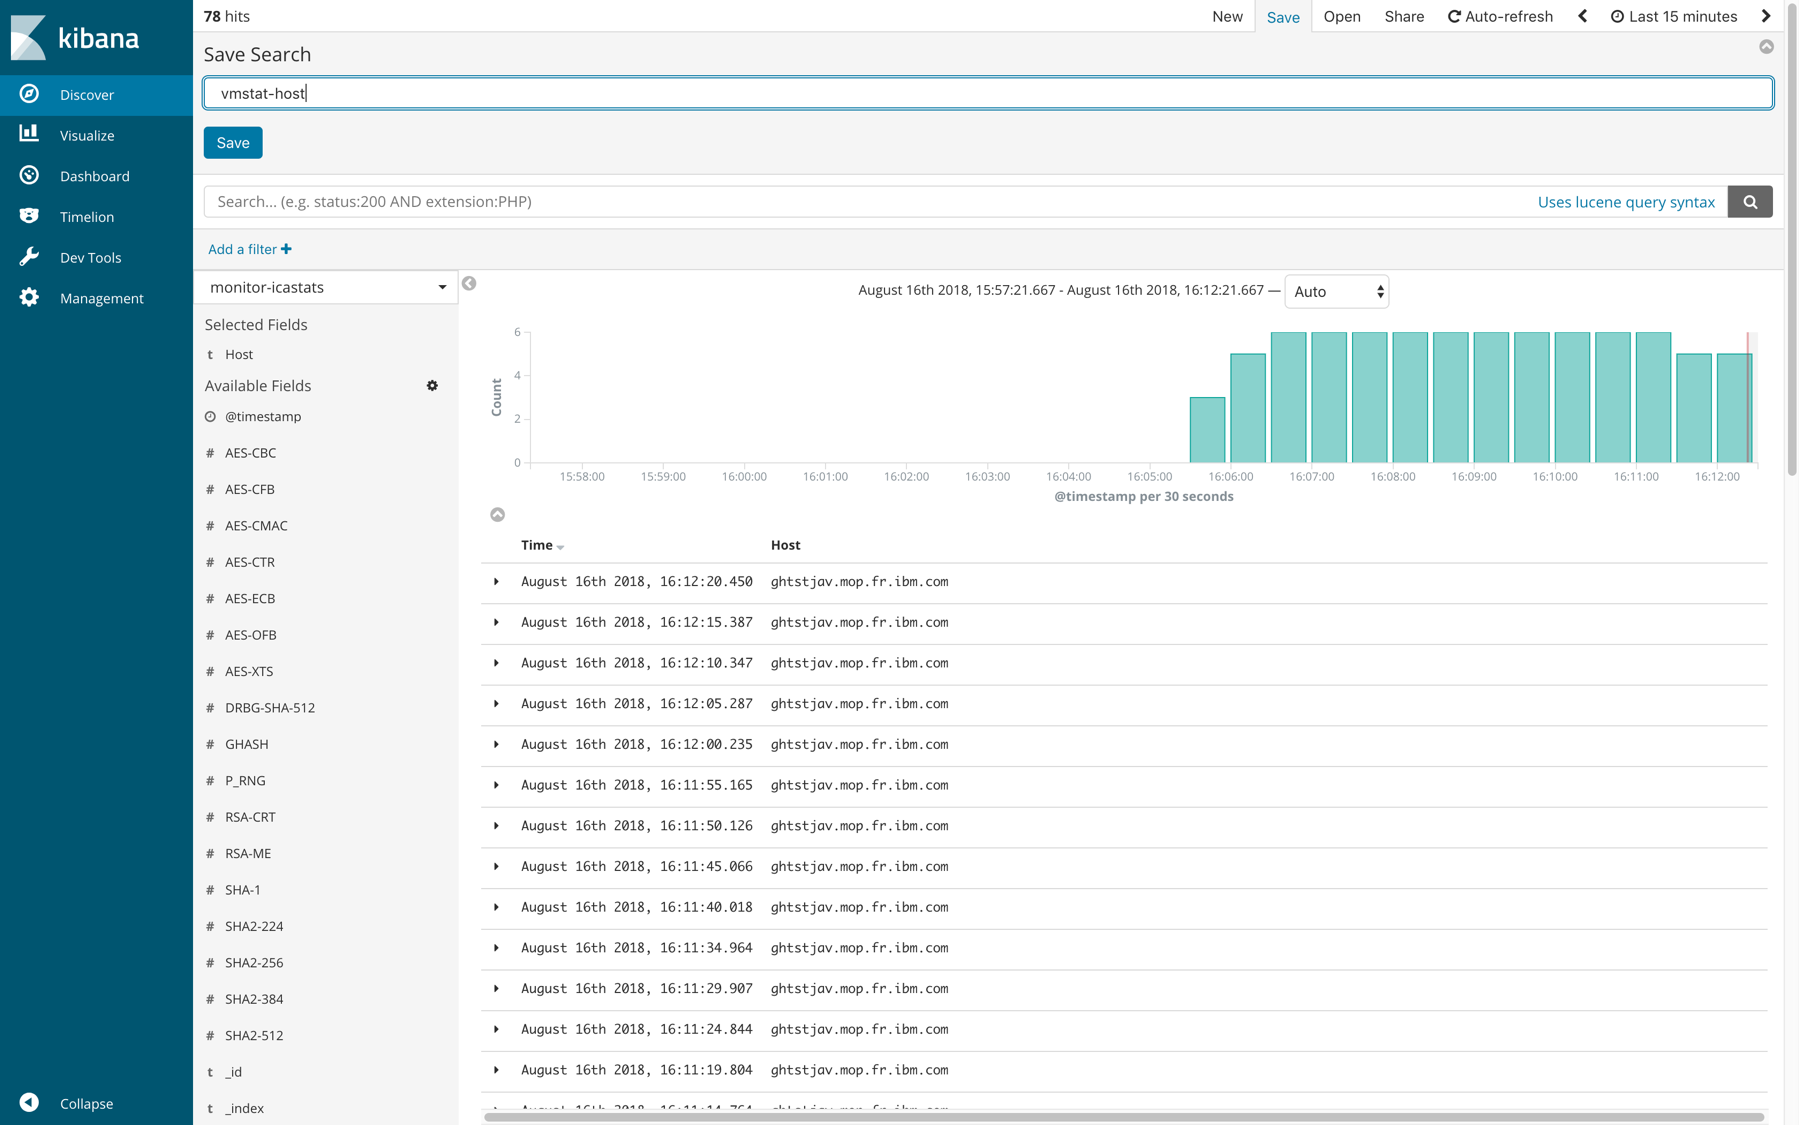 kibana
Discover
Visualize
Dashboard
Timelion
Dev Tools
Management
Collapse
78 hits
New
Save
Open
Share
Auto-refresh
Last 15 minutes
Save Search
vmstat-host
Save
Search... (e.g. status:200 AND extension:PHP)
Uses lucene query syntax
Add a filter
monitor-icastats
Selected Fields
t Host
Available Fields
@timestamp
# AES-CBC
# AES-CFB
# AES-CMAC
# AES-CTR
# AES-ECB
# AES-OFB
# AES-XTS
# DRBG-SHA-512
# GHASH
# P_RNG
# RSA-CRT
# RSA-ME
# SHA-1
# SHA2-224
# SHA2-256
# SHA2-384
# SHA2-512
t _id
t _index
August 16th 2018, 15:57:21.667 - August 16th 2018, 16:12:21.667 —
Auto
Count
6
4
2
0
15:58:00 15:59:00 16:00:00 16:01:00 16:02:00 16:03:00 16:04:00 16:05:00 16:06:00 16:07:00 16:08:00 16:09:00 16:10:00 16:11:00 16:12:00
@timestamp per 30 seconds
Time Host
August 16th 2018, 16:12:20.450 ghtstjav.mop.fr.ibm.com
August 16th 2018, 16:12:15.387 ghtstjav.mop.fr.ibm.com
August 16th 2018, 16:12:10.347 ghtstjav.mop.fr.ibm.com
August 16th 2018, 16:12:05.287 ghtstjav.mop.fr.ibm.com
August 16th 2018, 16:12:00.235 ghtstjav.mop.fr.ibm.com
August 16th 2018, 16:11:55.165 ghtstjav.mop.fr.ibm.com
August 16th 2018, 16:11:50.126 ghtstjav.mop.fr.ibm.com
August 16th 2018, 16:11:45.066 ghtstjav.mop.fr.ibm.com
August 16th 2018, 16:11:40.018 ghtstjav.mop.fr.ibm.com
August 16th 2018, 16:11:34.964 ghtstjav.mop.fr.ibm.com
August 16th 2018, 16:11:29.907 ghtstjav.mop.fr.ibm.com
August 16th 2018, 16:11:24.844 ghtstjav.mop.fr.ibm.com
August 16th 2018, 16:11:19.804 ghtstjav.mop.fr.ibm.com